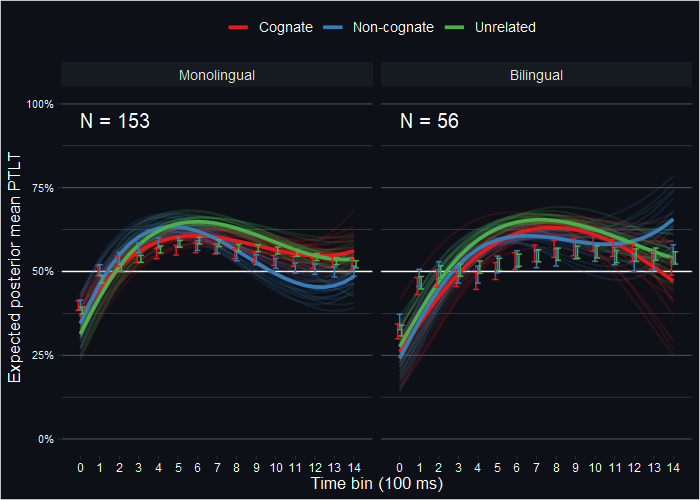 Cognate Non-cognate Unrelated
Monolingual Bilingual
N = 153 N = 56
Expected posterior mean PTLT
100%
75%
50%
25%
0%
0 1 2 3 4 5 6 7 8 9 10 11 12 13 14 0 1 2 3 4 5 6 7 8 9 10 11 12 13 14
Time bin (100 ms)